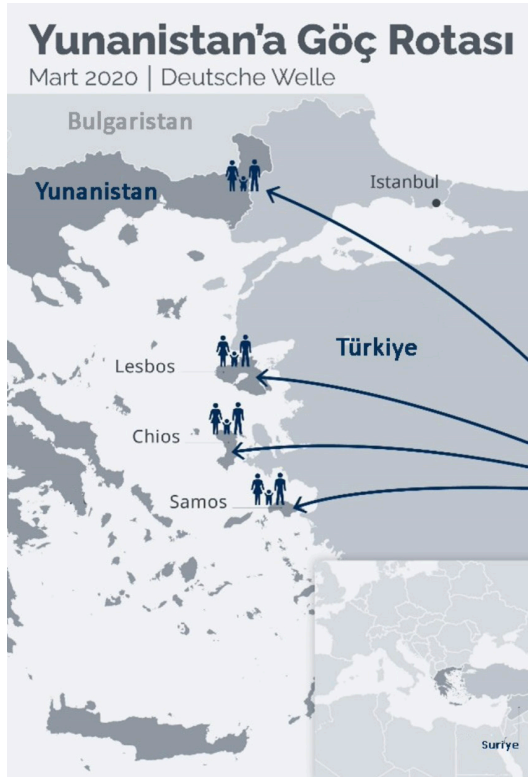 Yunanistan'a Göç Rotası
Mart 2020 | Deutsche Welle
Bulgaristan
Yunanistan
Istanbul
Türkiye
Lesbos
Chios
Samos
Suriye